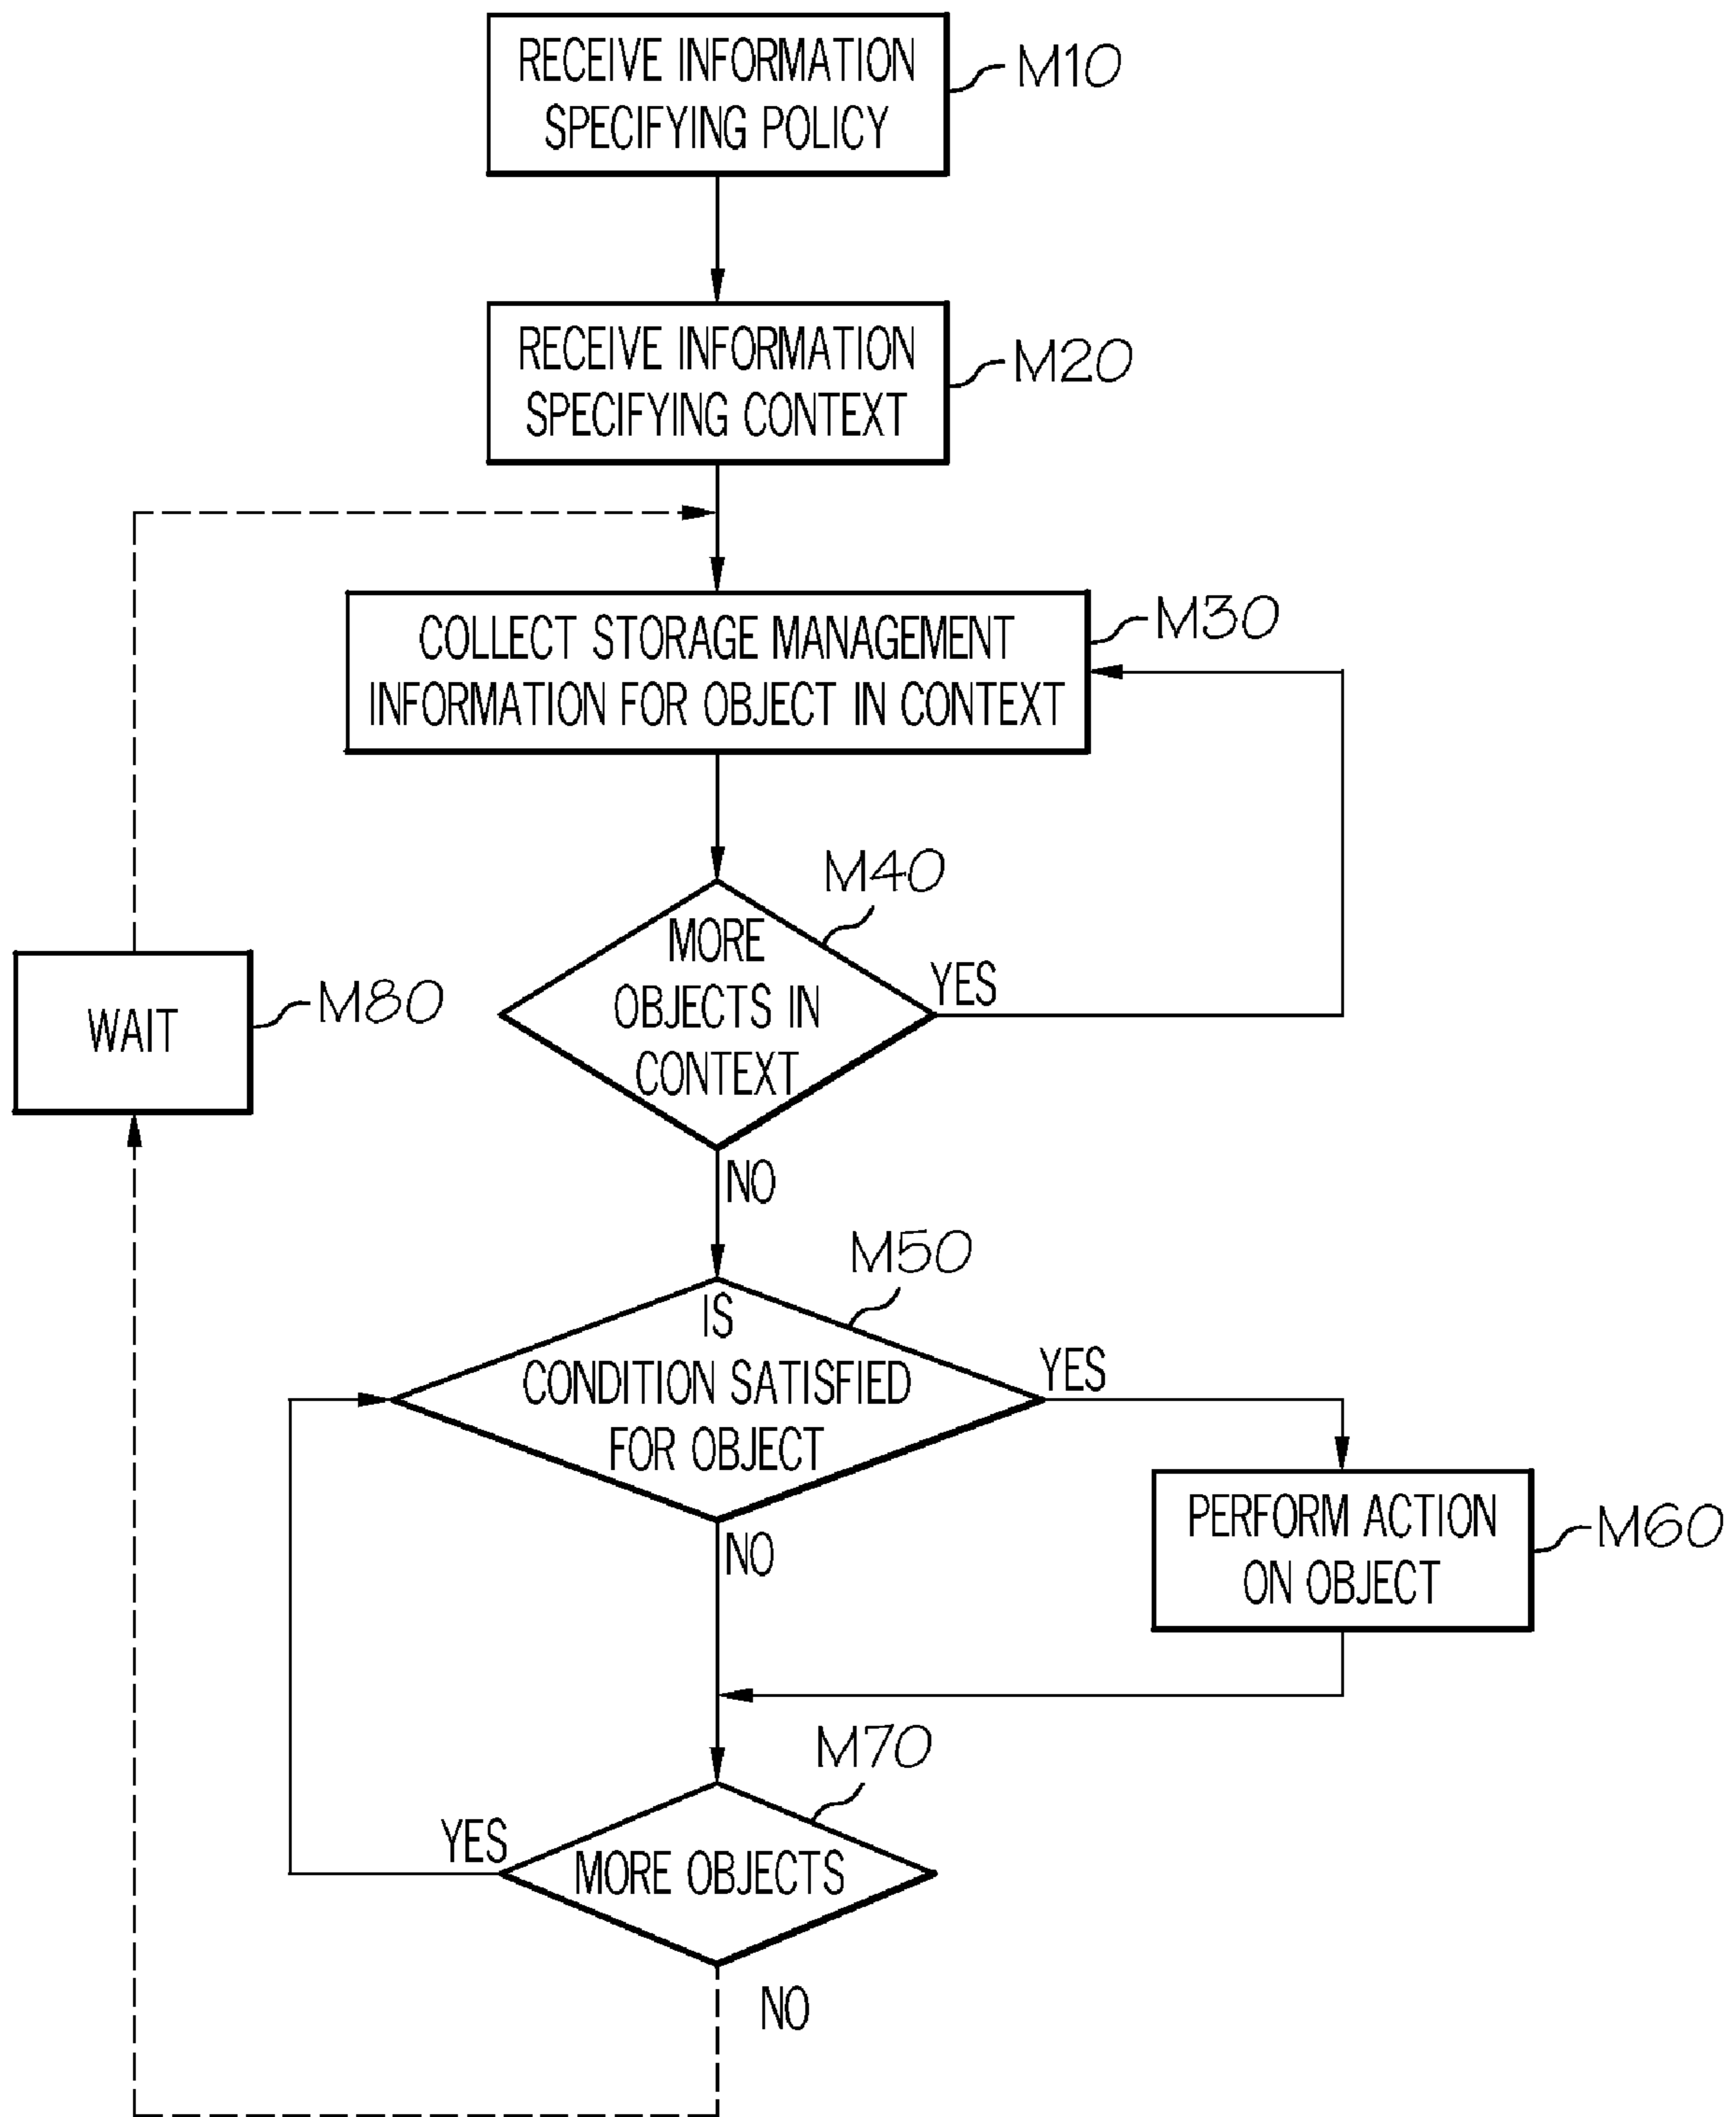 RECEIVE INFORMATION
SPECIFYING POLICY
M10
RECEIVE INFORMATION
SPECIFYING CONTEXT
M20
COLLECT STORAGE MANAGEMENT
INFORMATION FOR OBJECT IN CONTEXT
M30
M40
MORE
OBJECTS IN
CONTEXT
YES
WAIT
M80
NO
M50
IS
CONDITION SATISFIED
FOR OBJECT
YES
NO
PERFORM ACTION
ON OBJECT
M60
M70
YES
MORE OBJECTS
NO